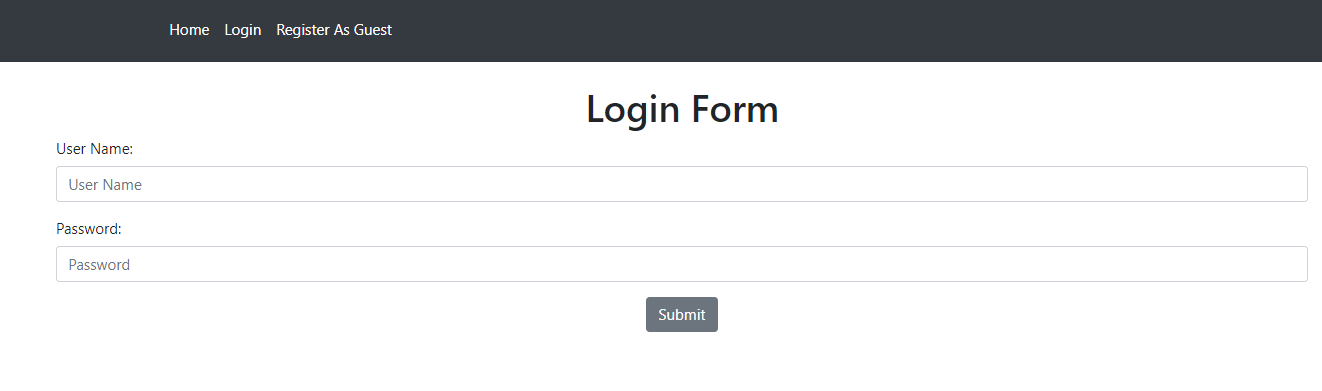 Home Login Register As Guest
Login Form
User Name:
User Name
Password:
Password
Submit